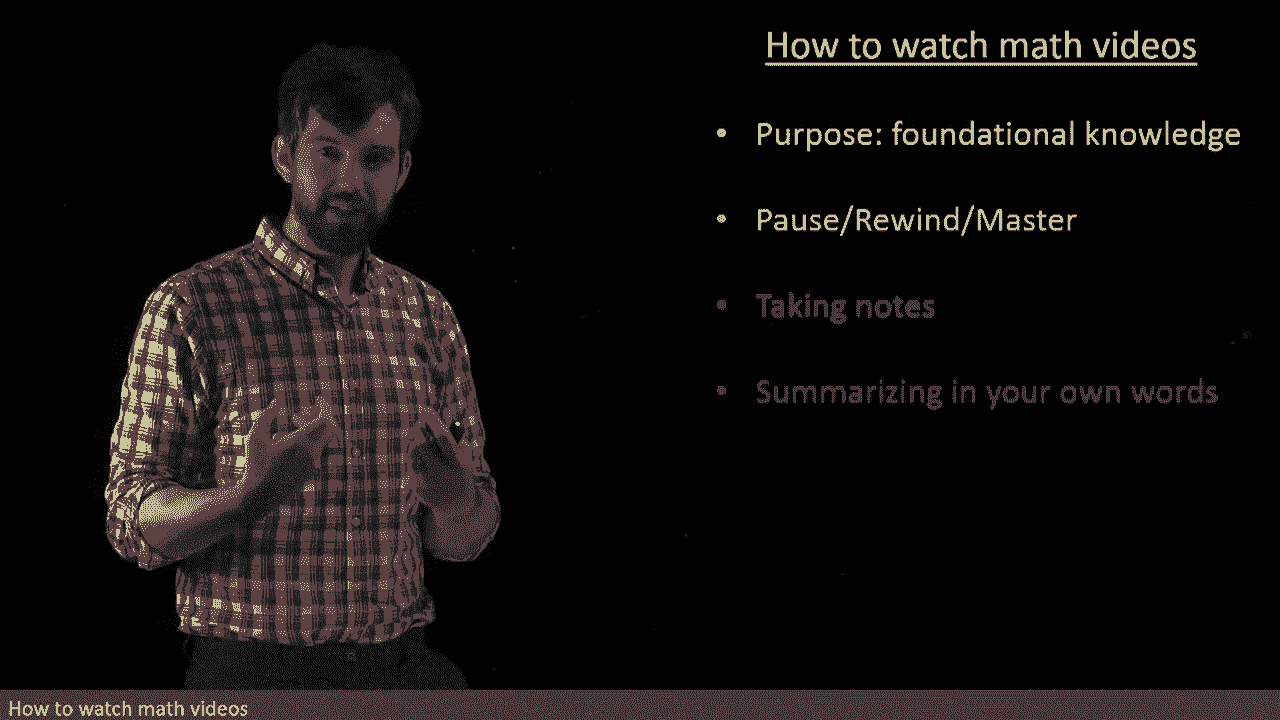 How to watch math videos
• Purpose: foundational knowledge
• Pause/Rewind/Master
• Taking notes
• Summarizing in your own words
How to watch math videos